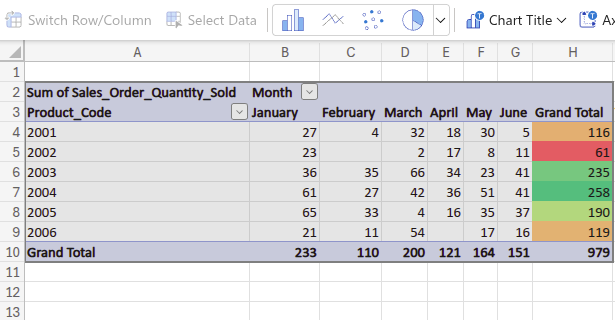 Switch Row/Column Select Data Chart Title
A B C D E F G H
1
2 Sum of Sales_Order_Quantity_Sold Month
3 Product_Code January February March April May June Grand Total
4 2001 27 4 32 18 30 5 116
5 2002 23 2 17 8 11 61
6 2003 36 35 66 34 23 41 235
7 2004 61 27 42 36 51 41 258
8 2005 65 33 4 16 35 37 190
9 2006 21 11 54 17 16 119
10 Grand Total 233 110 200 121 164 151 979
11
12
13